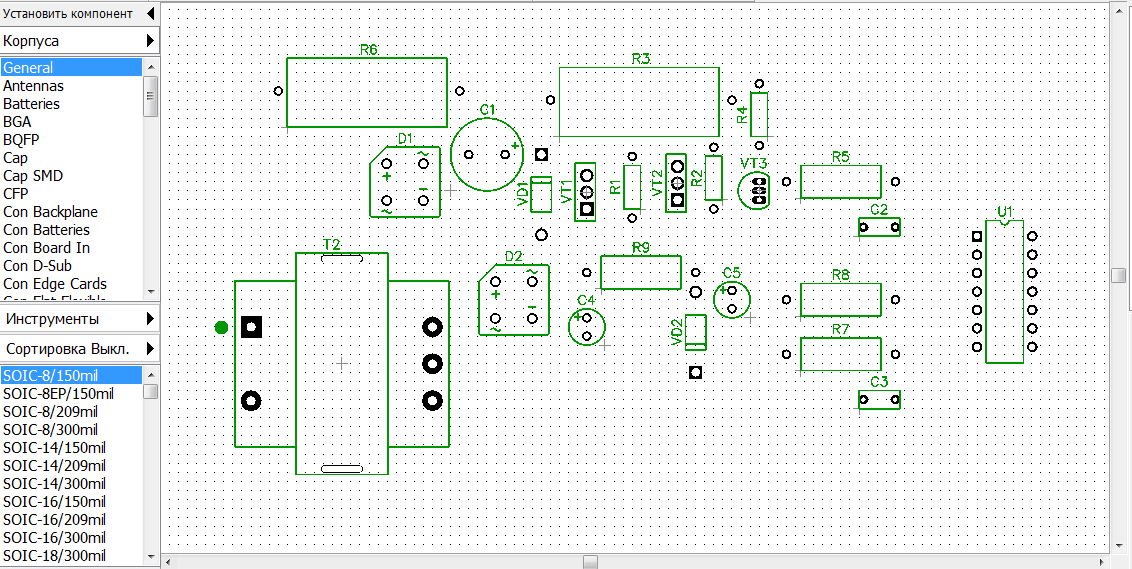 Установить компонент
Корпуса
General
Antennas
Batteries
BGA
BQFP
Cap
Cap SMD
CFP
Con Backplane
Con Batteries
Con Board In
Con D-Sub
Con Edge Cards
Инструменты
Сортировка Выкл.
SOIC-8/150mil
SOIC-8EP/150mil
SOIC-8/209mil
SOIC-8/300mil
SOIC-14/150mil
SOIC-14/209mil
SOIC-14/300mil
SOIC-16/150mil
SOIC-16/209mil
SOIC-16/300mil
SOIC-18/300mil
R6
R3
C1
R4
D1
VD1
VT1
R1
VT2
R2
VT3
R5
C2
U1
T2
D2
R9
C4
C5
VD2
R8
R7
C3